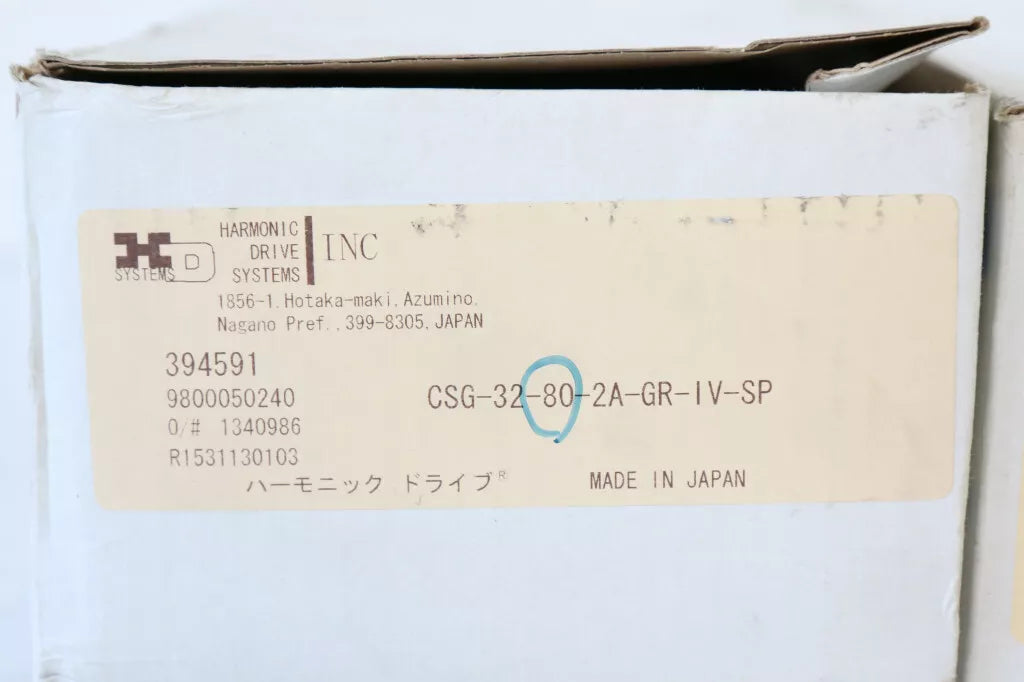 HD
SYSTEMS
HARMONIC
DRIVE
SYSTEMS
INC
1856-1,Hotaka-maki,Azumino,
Nagano Pref.,399-8305,JAPAN
394591
9800050240
CSG-32-80-2A-GR-IV-SP
O/# 1340986
R1531130103
ハーモニック ドライブ®
MADE IN JAPAN